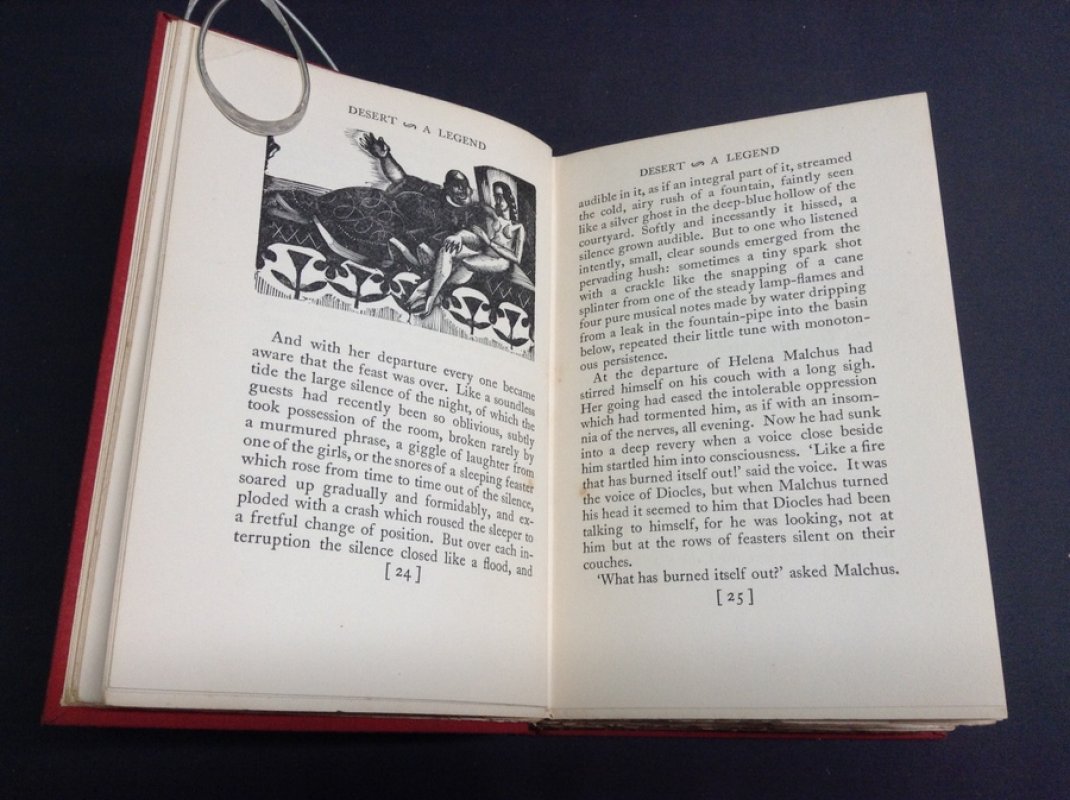 DESERT ~ A LEGEND
And with her departure every one became
aware that the feast was over. Like a soundless
tide the large silence of the night, of which the
guests had recently been so oblivious, subtly
took possession of the room, broken rarely by
a murmured phrase, a giggle of laughter from
one of the girls, or the snores of a sleeping feaster
which rose from time to time out of the silence,
soared up gradually and formidably, and ex-
ploded with a crash which roused the sleeper to
a fretful change of position. But over each in-
terruption the silence closed like a flood, and
[24]
DESERT ~ A LEGEND
audible in it, as if an integral part of it, streamed
the cold, airy rush of a fountain, faintly seen
like a silver ghost in the deep-blue hollow of the
courtyard. Softly and incessantly it hissed, a
silence grown audible. But to one who listened
intently, small, clear sounds emerged from the
pervading hush: sometimes a tiny spark shot
with a crackle like the snapping of a cane
splinter from one of the steady lamp-flames and
four pure musical notes made by water dripping
from a leak in the fountain-pipe into the basin
below, repeated their little tune with monoton-
ous persistence.
At the departure of Helena Malchus had
stirred himself on his couch with a long sigh.
Her going had eased the intolerable oppression
which had tormented him, as if with an insom-
nia of the nerves, all evening. Now he had sunk
into a deep revery when a voice close beside
him startled him into consciousness. 'Like a fire
that has burned itself out!' said the voice. It was
the voice of Diocles, but when Malchus turned
his head it seemed to him that Diocles had been
talking to himself, for he was looking, not at
him but at the rows of feasters silent on their
couches.
'What has burned itself out?' asked Malchus.
[25]